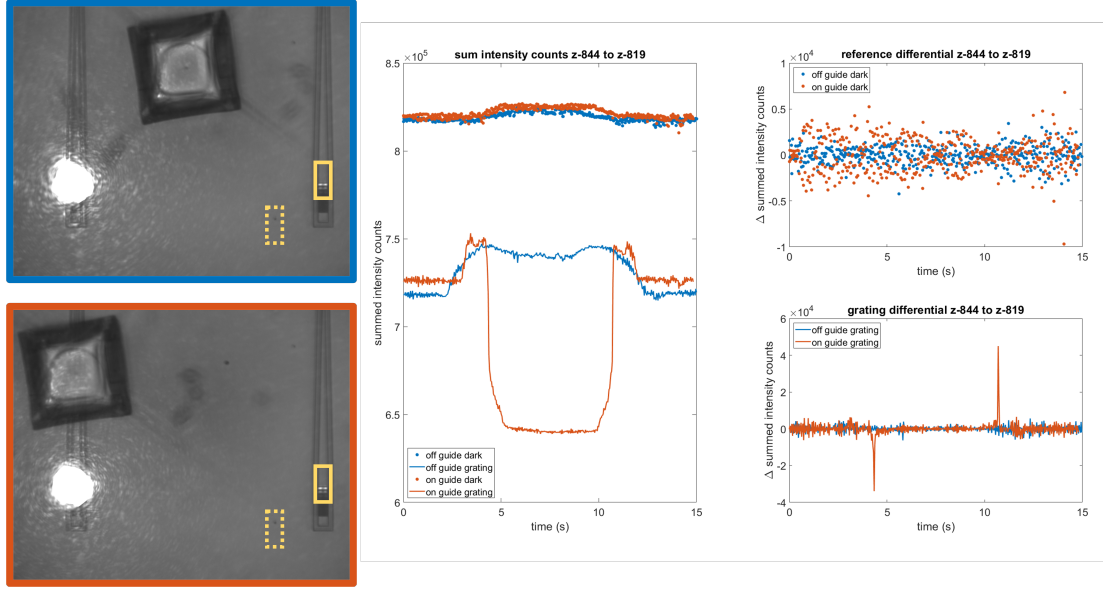 sum intensity counts z-844 to z-819
×10⁵
8.5
8
7.5
7
6.5
6
summed intensity counts
0
5
10
15
time (s)
off guide dark
off guide grating
on guide dark
on guide grating
reference differential z-844 to z-819
×10⁴
1
0.5
0
-0.5
-1
Δ summed intensity counts
off guide dark
on guide dark
0
5
10
15
time (s)
grating differential z-844 to z-819
×10⁴
6
4
2
0
-2
-4
Δ summed intensity counts
off guide grating
on guide grating
0
5
10
15
time (s)